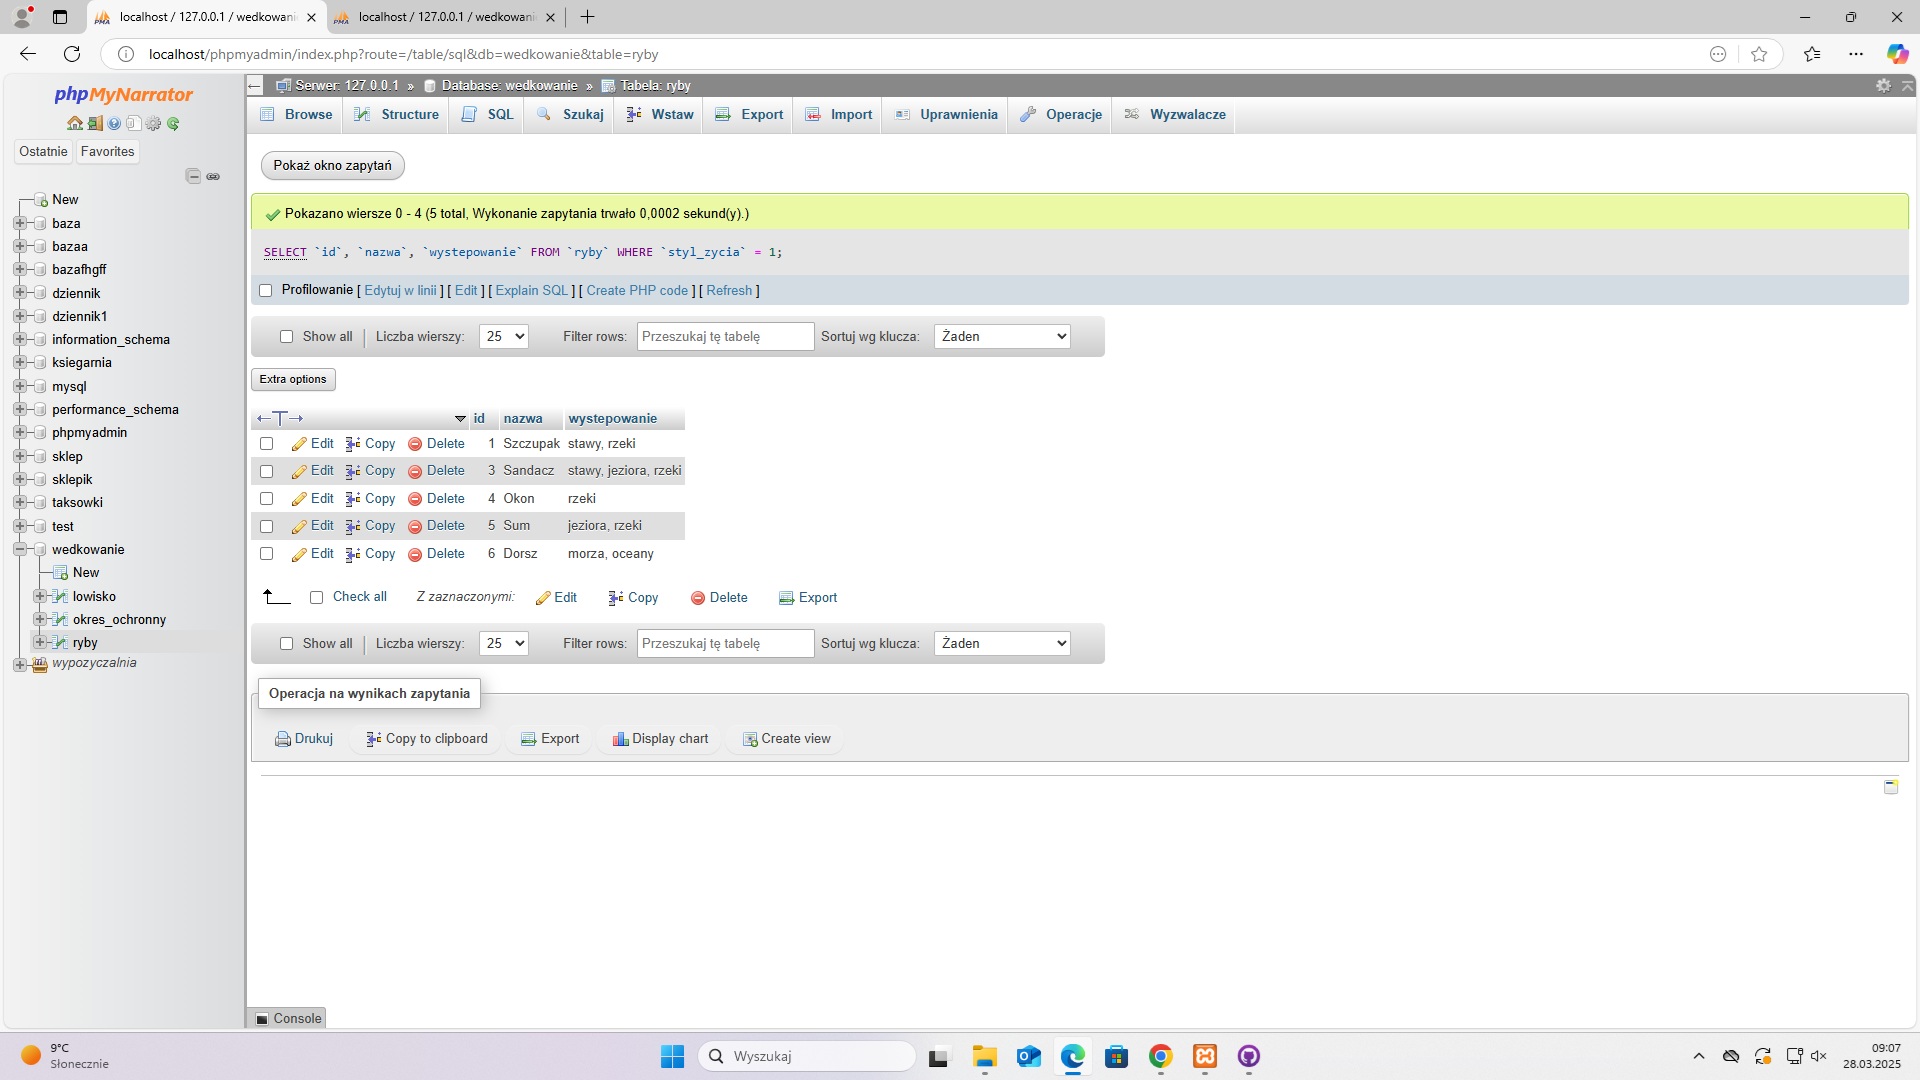 localhost / 127.0.0.1 / wedkowani
localhost / 127.0.0.1 / wedkowani
localhost/phpmyadmin/index.php?route=/table/sql&db=wedkowanie&table=ryby
phpMyNarrator
Ostatnie Favorites
New
baza
bazaa
bazafhgff
dziennik
dziennik1
information_schema
ksiegarnia
mysql
performance_schema
phpmyadmin
sklep
sklepik
taksowki
test
wedkowanie
New
lowisko
okres_ochronny
ryby
wypozyczalnia
Serwer: 127.0.0.1 » Database: wedkowanie » Tabela: ryby
Browse Structure SQL Szukaj Wstaw Export Import Uprawnienia Operacje Wyzwalacze
Pokaż okno zapytań
Pokazano wiersze 0 - 4 (5 total, Wykonanie zapytania trwało 0,0002 sekund(y).)
SELECT `id`, `nazwa`, `wystepowanie` FROM `ryby` WHERE `styl_zycia` = 1;
Profilowanie [ Edytuj w linii ] [ Edit ] [ Explain SQL ] [ Create PHP code ] [ Refresh ]
Show all Liczba wierszy: 25 Filter rows: Przeszukaj tę tabelę Sortuj wg klucza: Żaden
Extra options
←T→ id nazwa wystepowanie
Edit Copy Delete 1 Szczupak stawy, rzeki
Edit Copy Delete 3 Sandacz stawy, jeziora, rzeki
Edit Copy Delete 4 Okon rzeki
Edit Copy Delete 5 Sum jeziora, rzeki
Edit Copy Delete 6 Dorsz morza, oceany
Check all Z zaznaczonymi: Edit Copy Delete Export
Show all Liczba wierszy: 25 Filter rows: Przeszukaj tę tabelę Sortuj wg klucza: Żaden
Operacja na wynikach zapytania
Drukuj Copy to clipboard Export Display chart Create view
Console
9°C
Słonecznie
Wyszukaj
09:07
28.03.2025